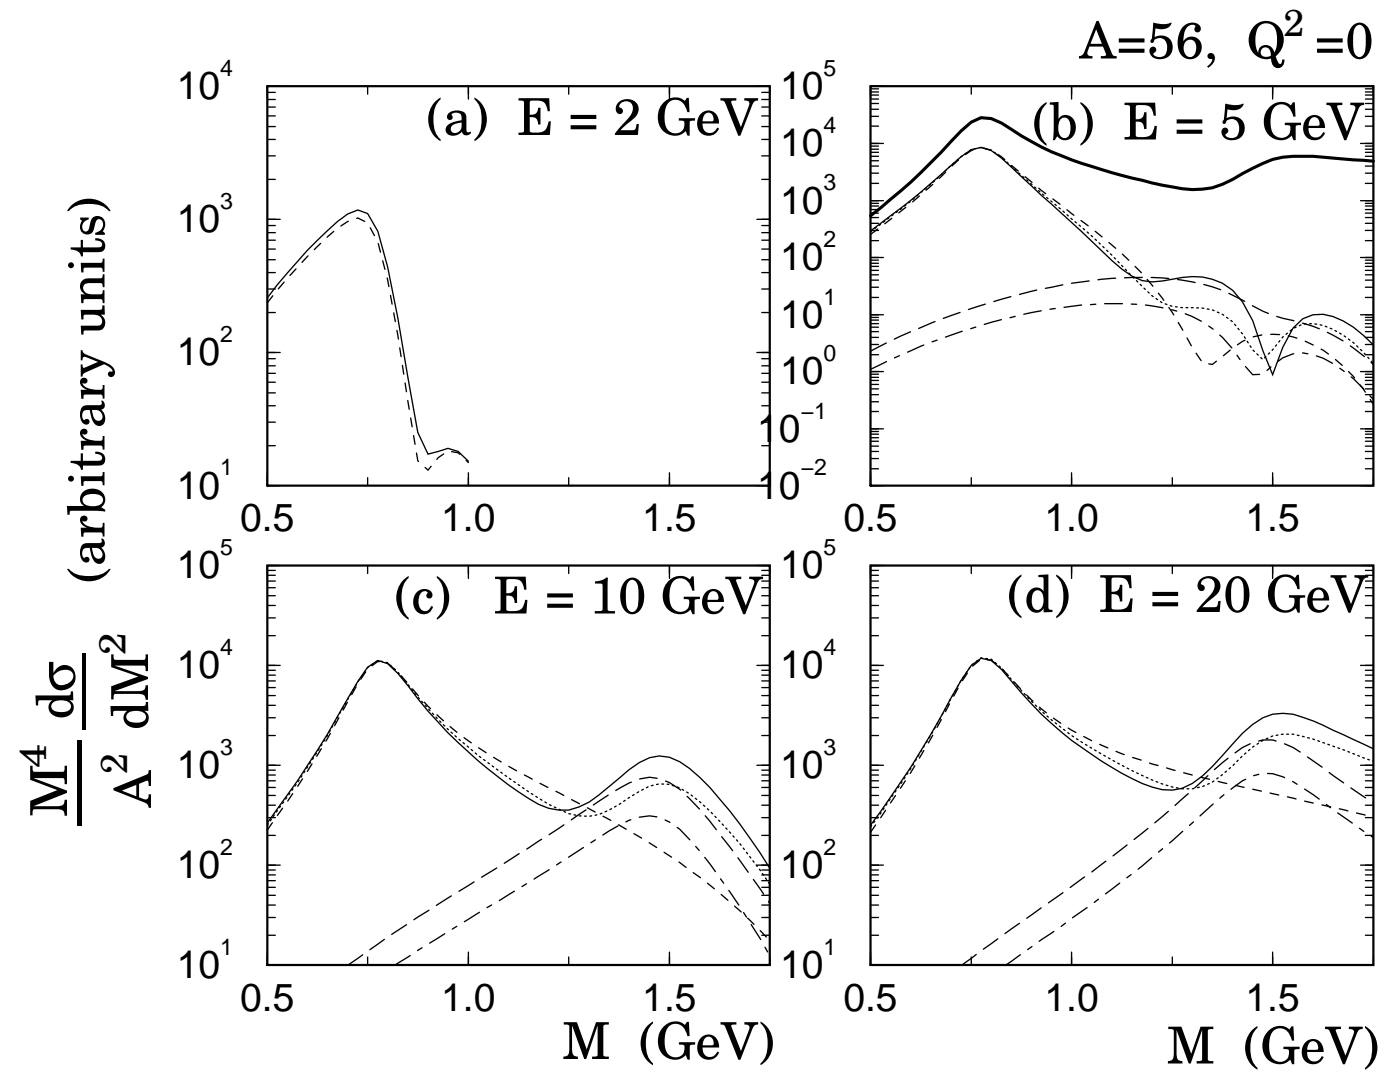 A=56, Q² =0
(a) E = 2 GeV
10⁴
10³
10²
10¹
0.5 1.0 1.5
(b) E = 5 GeV
10⁵
10⁴
10³
10²
10¹
10⁰
10⁻¹
10⁻²
0.5 1.0 1.5
(c) E = 10 GeV
10⁵
10⁴
10³
10²
10¹
0.5 1.0 1.5
M (GeV)
(d) E = 20 GeV
10⁵
10⁴
10³
10²
10¹
0.5 1.0 1.5
M (GeV)
M⁴ dσ
A² dM² (arbitrary units)